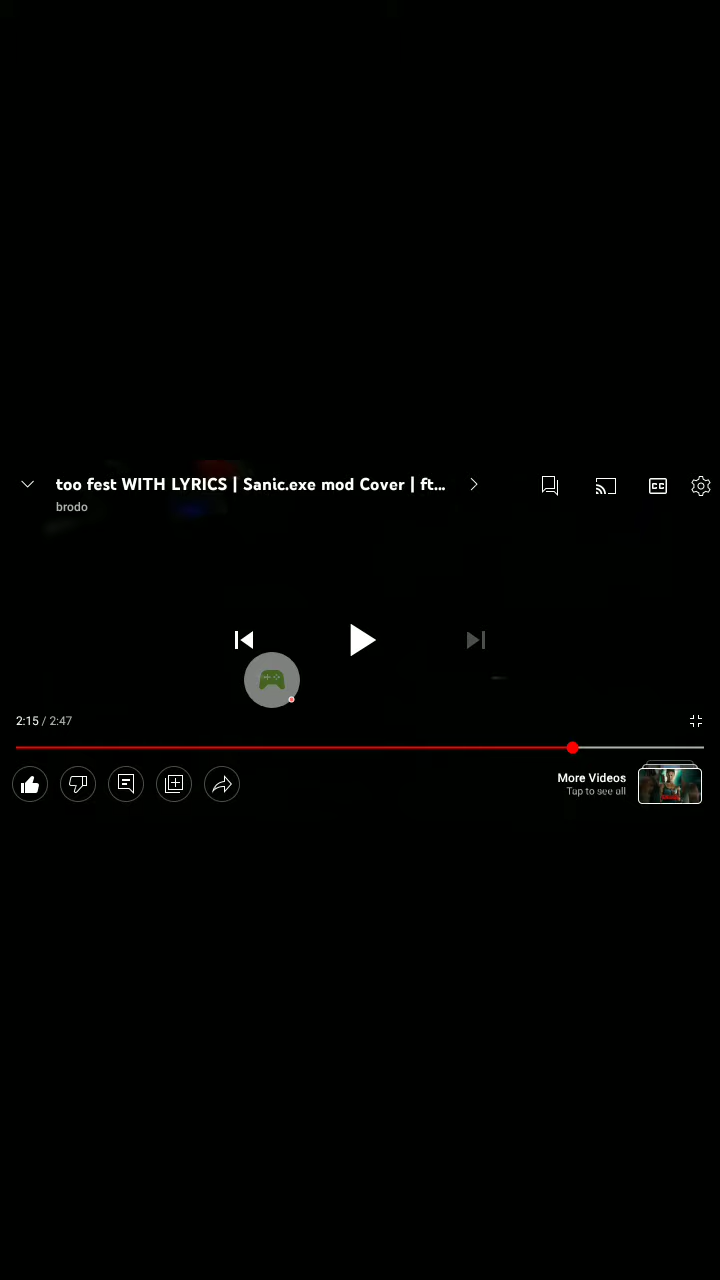 too fest WITH LYRICS | Sanic.exe mod Cover | ft...
brodo
CC
2:15 / 2:47
More Videos
Tap to see all